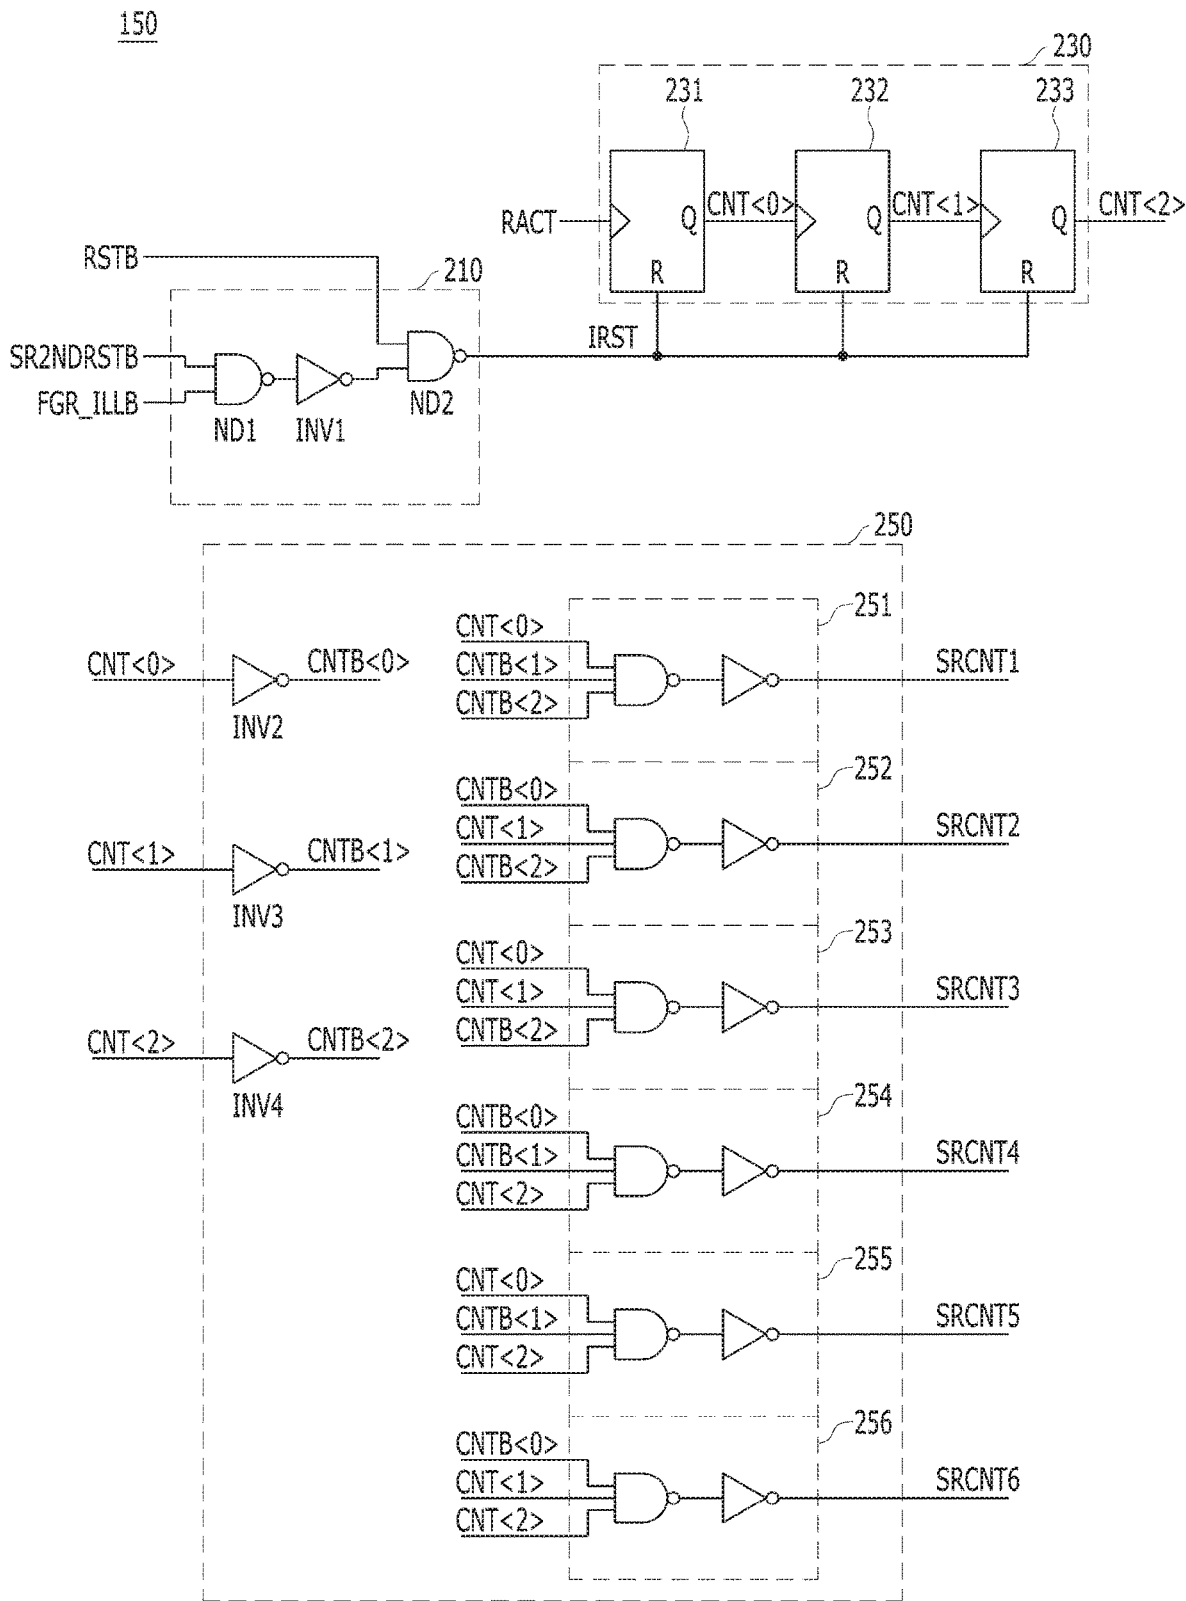 150
230
231
232
233
RACT
Q
CNT<0>
Q
CNT<1>
Q
CNT<2>
R
R
R
RSTB
210
SR2NDRSTB
FGR_ILLB
ND1
INV1
ND2
IRST
250
CNT<0>
CNTB<0>
INV2
CNT<1>
CNTB<1>
INV3
CNT<2>
CNTB<2>
INV4
251
CNT<0>
CNTB<1>
CNTB<2>
SRCNT1
252
CNTB<0>
CNT<1>
CNTB<2>
SRCNT2
253
CNT<0>
CNT<1>
CNTB<2>
SRCNT3
254
CNTB<0>
CNTB<1>
CNT<2>
SRCNT4
255
CNT<0>
CNTB<1>
CNT<2>
SRCNT5
256
CNTB<0>
CNT<1>
CNT<2>
SRCNT6